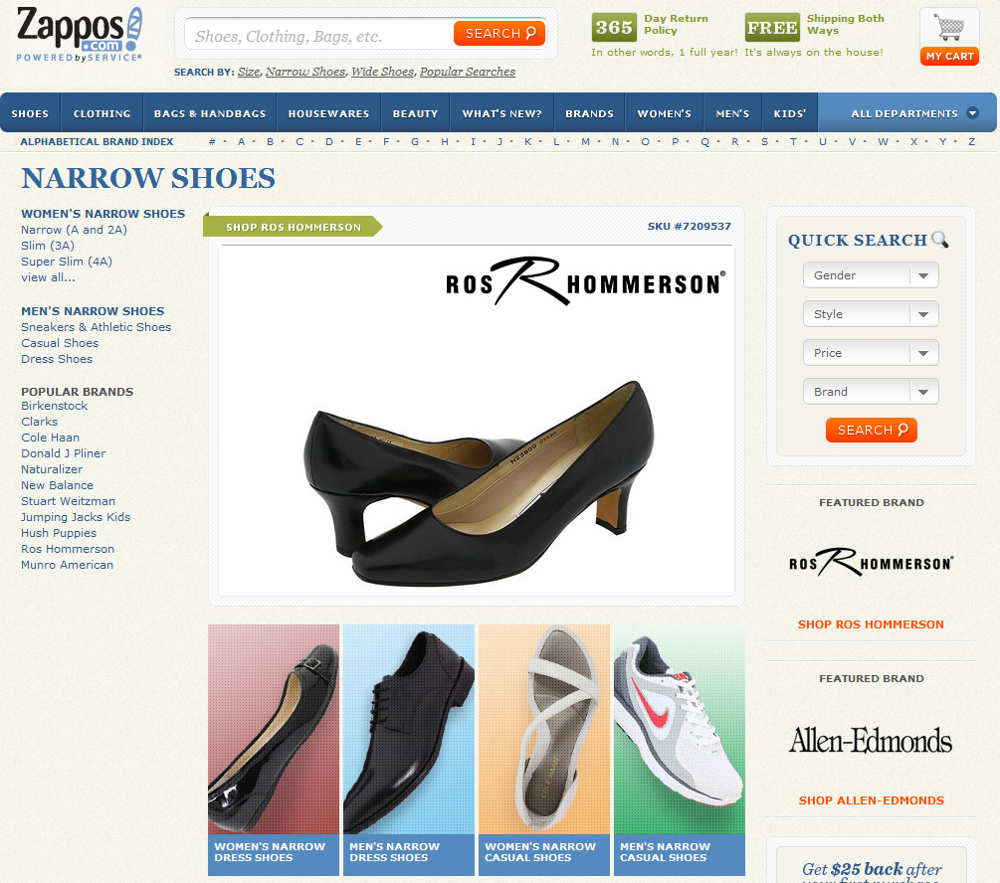 Zappos
.com
POWERED by SERVICE®
Shoes, Clothing, Bags, etc.
SEARCH
SEARCH BY: Size, Narrow Shoes, Wide Shoes, Popular Searches
365 Day Return Policy
In other words, 1 full year!
FREE Shipping Both Ways
It's always on the house!
MY CART
SHOES CLOTHING BAGS & HANDBAGS HOUSEWARES BEAUTY WHAT'S NEW? BRANDS WOMEN'S MEN'S KIDS' ALL DEPARTMENTS
ALPHABETICAL BRAND INDEX # • A • B • C • D • E • F • G • H • I • J • K • L • M • N • O • P • Q • R • S • T • U • V • W • X • Y • Z
NARROW SHOES
WOMEN'S NARROW SHOES
Narrow (A and 2A)
Slim (3A)
Super Slim (4A)
view all...
MEN'S NARROW SHOES
Sneakers & Athletic Shoes
Casual Shoes
Dress Shoes
POPULAR BRANDS
Birkenstock
Clarks
Cole Haan
Donald J Pliner
Naturalizer
New Balance
Stuart Weitzman
Jumping Jacks Kids
Hush Puppies
Ros Hommerson
Munro American
SHOP ROS HOMMERSON
SKU #7209537
ROS R HOMMERSON®
WOMEN'S NARROW
DRESS SHOES
MEN'S NARROW
DRESS SHOES
WOMEN'S NARROW
CASUAL SHOES
MEN'S NARROW
CASUAL SHOES
QUICK SEARCH
Gender
Style
Price
Brand
SEARCH
FEATURED BRAND
ROS R HOMMERSON®
SHOP ROS HOMMERSON
FEATURED BRAND
Allen-Edmonds
SHOP ALLEN-EDMONDS
Get $25 back after
your first purchase